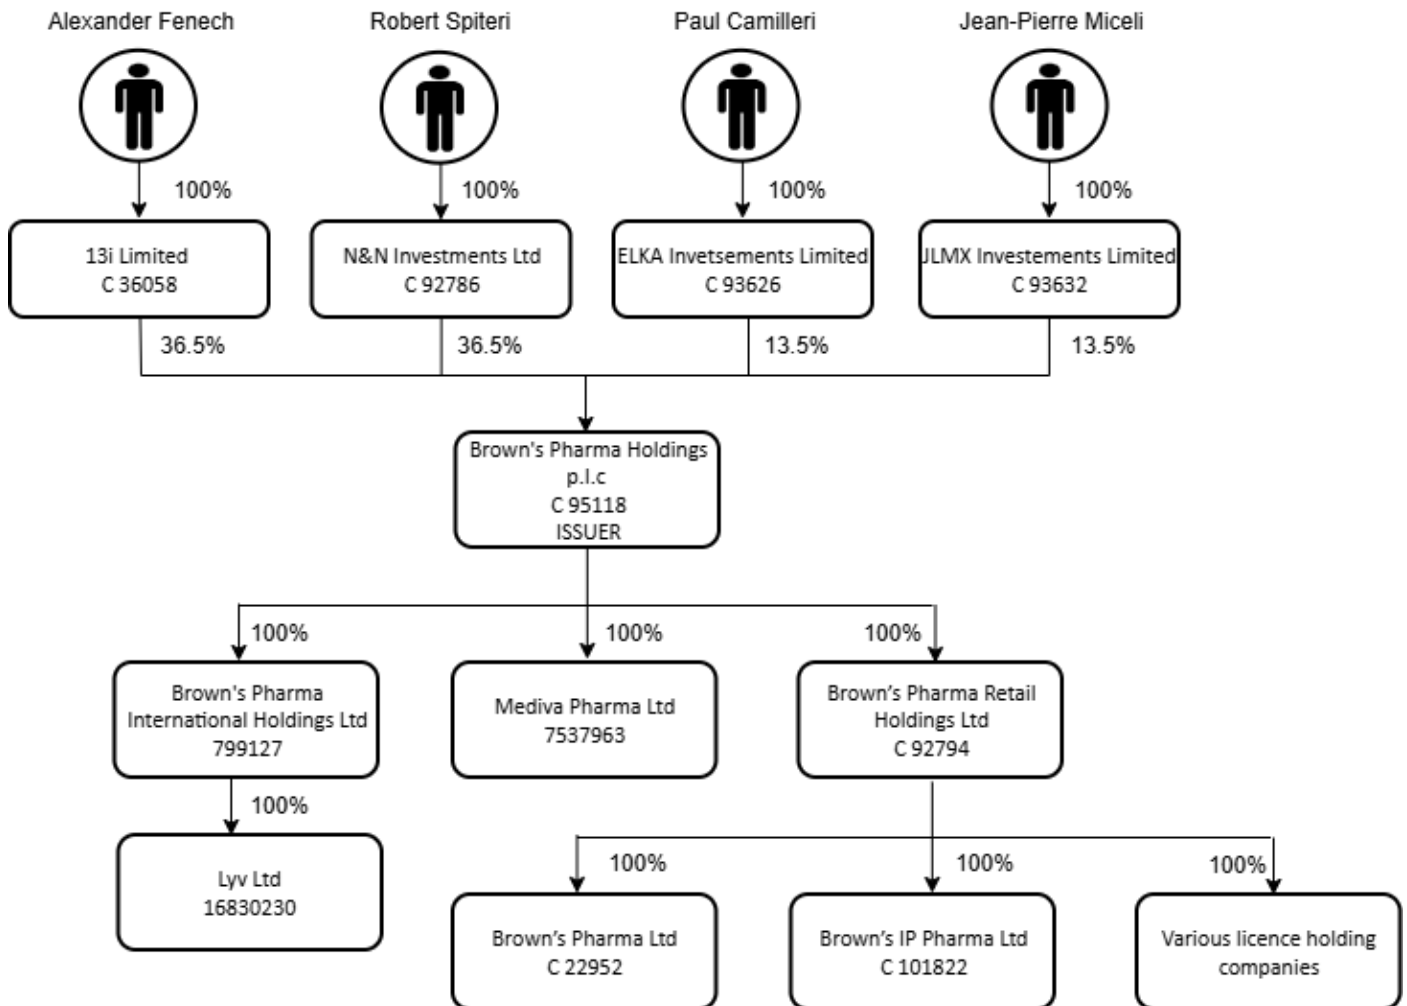 Alexander Fenech
Robert Spiteri
Paul Camilleri
Jean-Pierre Miceli
100%
100%
100%
100%
13i Limited
C 36058
N&N Investments Ltd
C 92786
ELKA Invetsements Limited
C 93626
JLMX Investements Limited
C 93632
36.5%
36.5%
13.5%
13.5%
Brown's Pharma Holdings
p.l.c
C 95118
ISSUER
100%
100%
100%
Brown's Pharma
International Holdings Ltd
799127
Mediva Pharma Ltd
7537963
Brown's Pharma Retail
Holdings Ltd
C 92794
100%
Lyv Ltd
16830230
100%
100%
100%
Brown's Pharma Ltd
C 22952
Brown's IP Pharma Ltd
C 101822
Various licence holding
companies